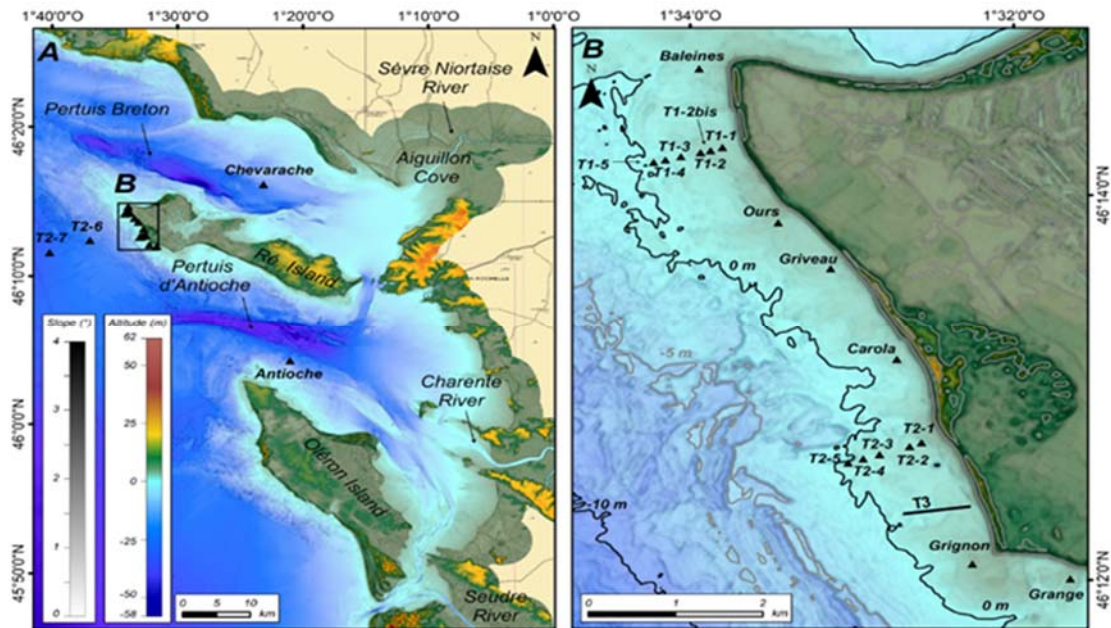 1°40'0"O
1°30'0"O
1°20'0"O
1°10'0"O
1°0'0"O
1°34'0"O
1°32'0"O
A
N
Sèvre Niortaise
River
Pertuis Breton
46°20'0"N
Aiguillon
Cove
Chevarache
B
T2-6
T2-7
Ré Island
46°10'0"N
Pertuis
d'Antioche
Slope (°)
4
3
2
1
0
Altitude (m)
62
50
25
0
-25
-50
-58
Antioche
Charente
River
46°0'0"N
Oléron Island
45°50'0"N
Seudre
River
0
5
10
km
B
N
Baleines
T1-2bis
T1-1
T1-3
T1-2
T1-5
T1-4
46°14'0"N
Ours
0 m
Griveau
-5 m
Carola
T2-1
T2-3
T2-2
T2-5
T2-4
-10 m
T3
Grignon
46°12'0"N
Grange
0 m
0
1
2
km